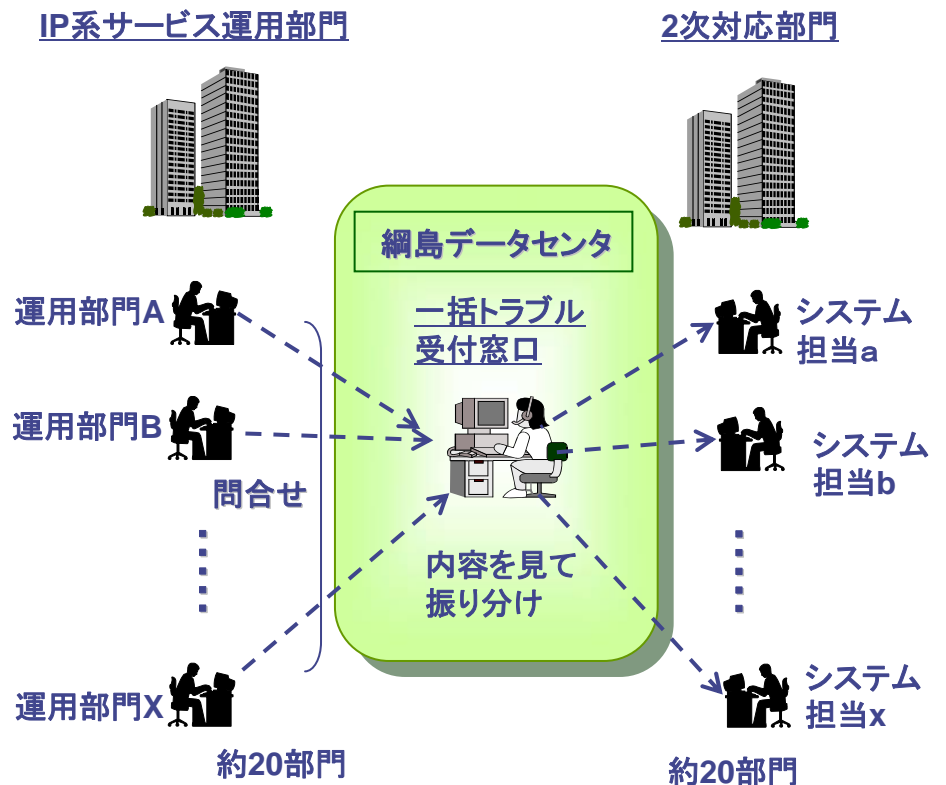 IP系サービス運用部門
2次対応部門
綱島データセンタ
一括トラブル
受付窓口
運用部門A
運用部門B
問合せ
運用部門X
約20部門
内容を見て
振り分け
システム
担当a
システム
担当b
システム
担当x
約20部門